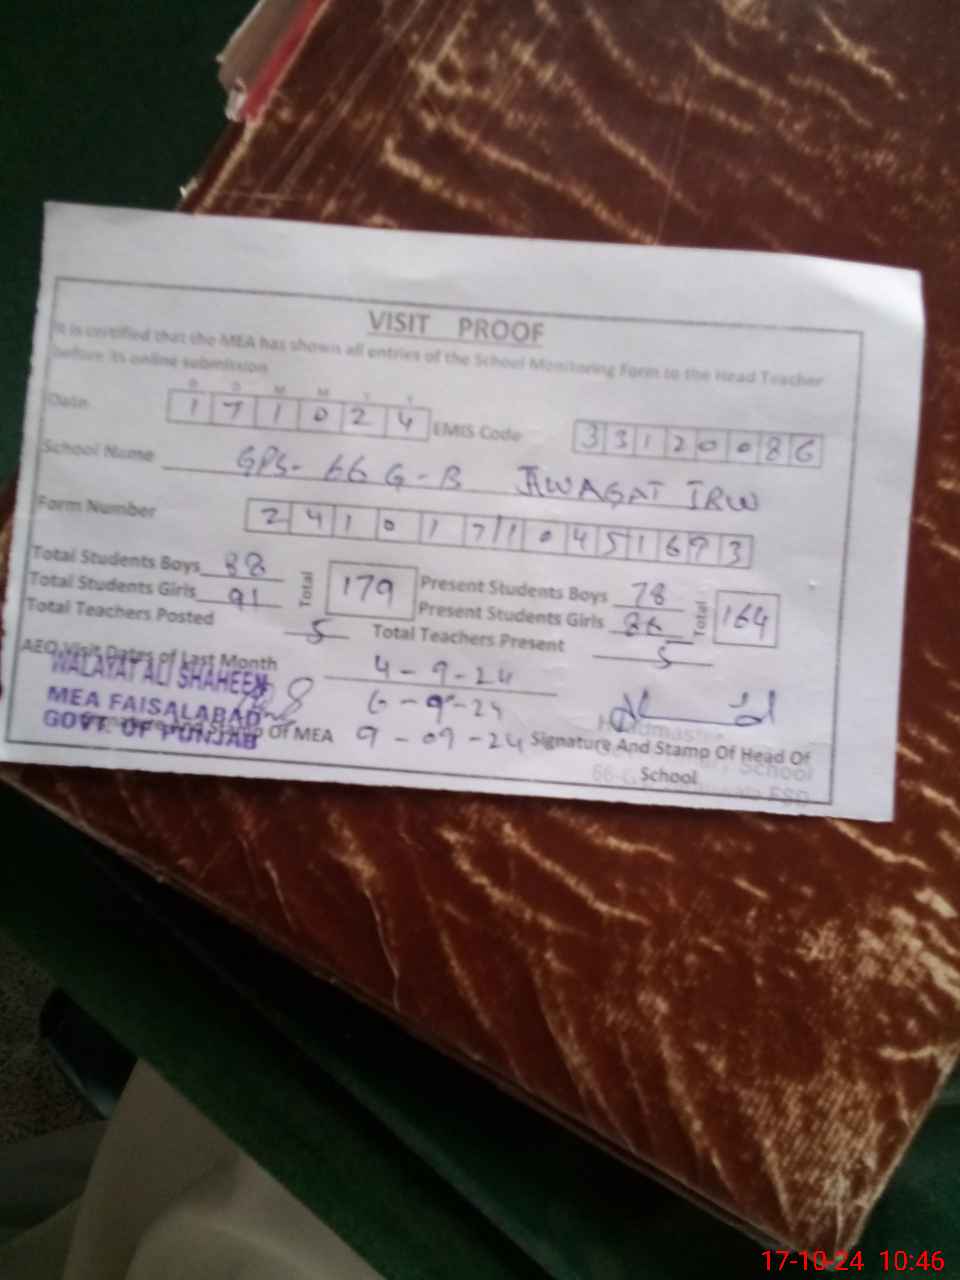 VISIT PROOF
It is certified that the MEA has shown all entries of the School Monitoring Form to the Head Teacher
before its online submission
D D M M Y Y
Date 1 7 1 0 2 4 EMIS Code 3 3 1 2 0 0 8 6
School Name GPS- 66 G-B JAWAGAT IRW
Form Number 2 4 1 0 1 7 1 0 4 5 1 6 7 3
Total Students Boys 88 Total 179 Present Students Boys 78 Total 164
Total Students Girls 91 Present Students Girls 86
Total Teachers Posted 5 Total Teachers Present 5
AEO Visit Dates of Last Month 4-9-24
WALAYAT ALI SHAHEEN
6-9-24
MEA FAISALABAD
GOVT. OF PUNJAB
Of MEA 9-09-24 Signature And Stamp Of Head Of
School
School
66-G
17-10-24 10:46